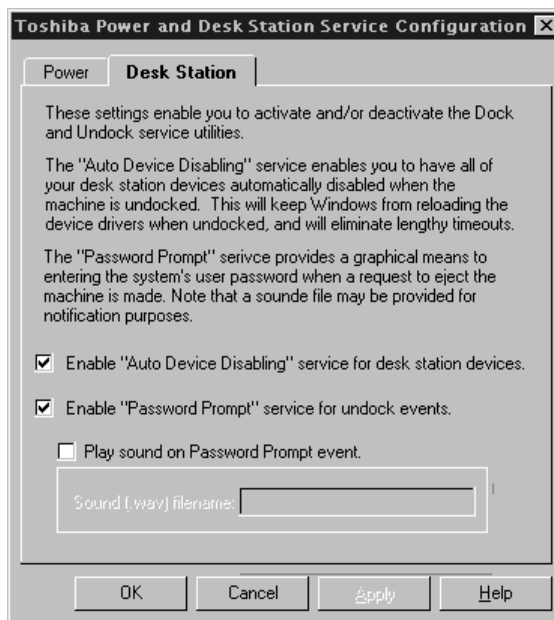 Toshiba Power and Desk Station Service Configuration
Power
Desk Station
These settings enable you to activate and/or deactivate the Dock
and Undock service utilities.
The "Auto Device Disabling" service enables you to have all of
your desk station devices automatically disabled when the
machine is undocked. This will keep Windows from reloading the
device drivers when undocked, and will eliminate lengthy timeouts.
The "Password Prompt" serivce provides a graphical means to
entering the system's user password when a request to eject the
machine is made. Note that a sounde file may be provided for
notification purposes.
Enable "Auto Device Disabling" service for desk station devices.
Enable "Password Prompt" service for undock events.
Play sound on Password Prompt event.
Sound (.wav) filename:
OK
Cancel
Apply
Help